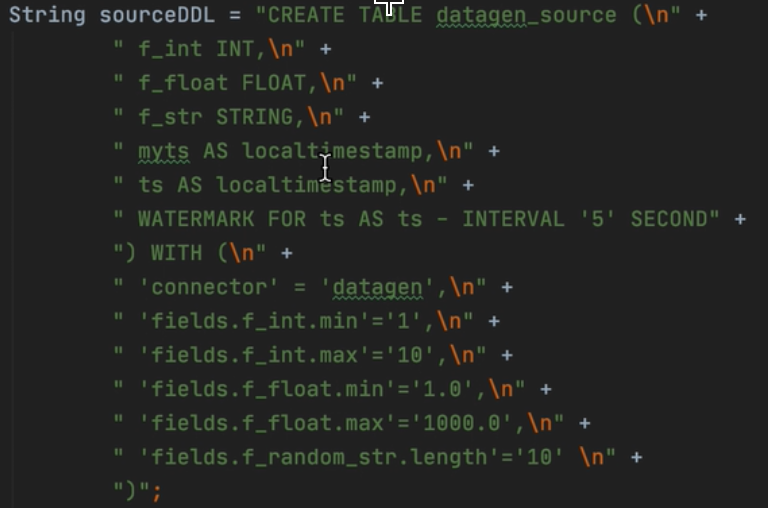 String sourceDDL = "CREATE TABLE datagen_source (\n" +
" f_int INT,\n" +
" f_float FLOAT,\n" +
" f_str STRING,\n" +
" myts AS localtimestamp,\n" +
" ts AS localtimestamp,\n" +
" WATERMARK FOR ts AS ts - INTERVAL '5' SECOND" +
") WITH (\n" +
" 'connector' = 'datagen',\n" +
" 'fields.f_int.min'='1',\n" +
" 'fields.f_int.max'='10',\n" +
" 'fields.f_float.min'='1.0',\n" +
" 'fields.f_float.max'='1000.0',\n" +
" 'fields.f_random_str.length'='10' \n" +
")";